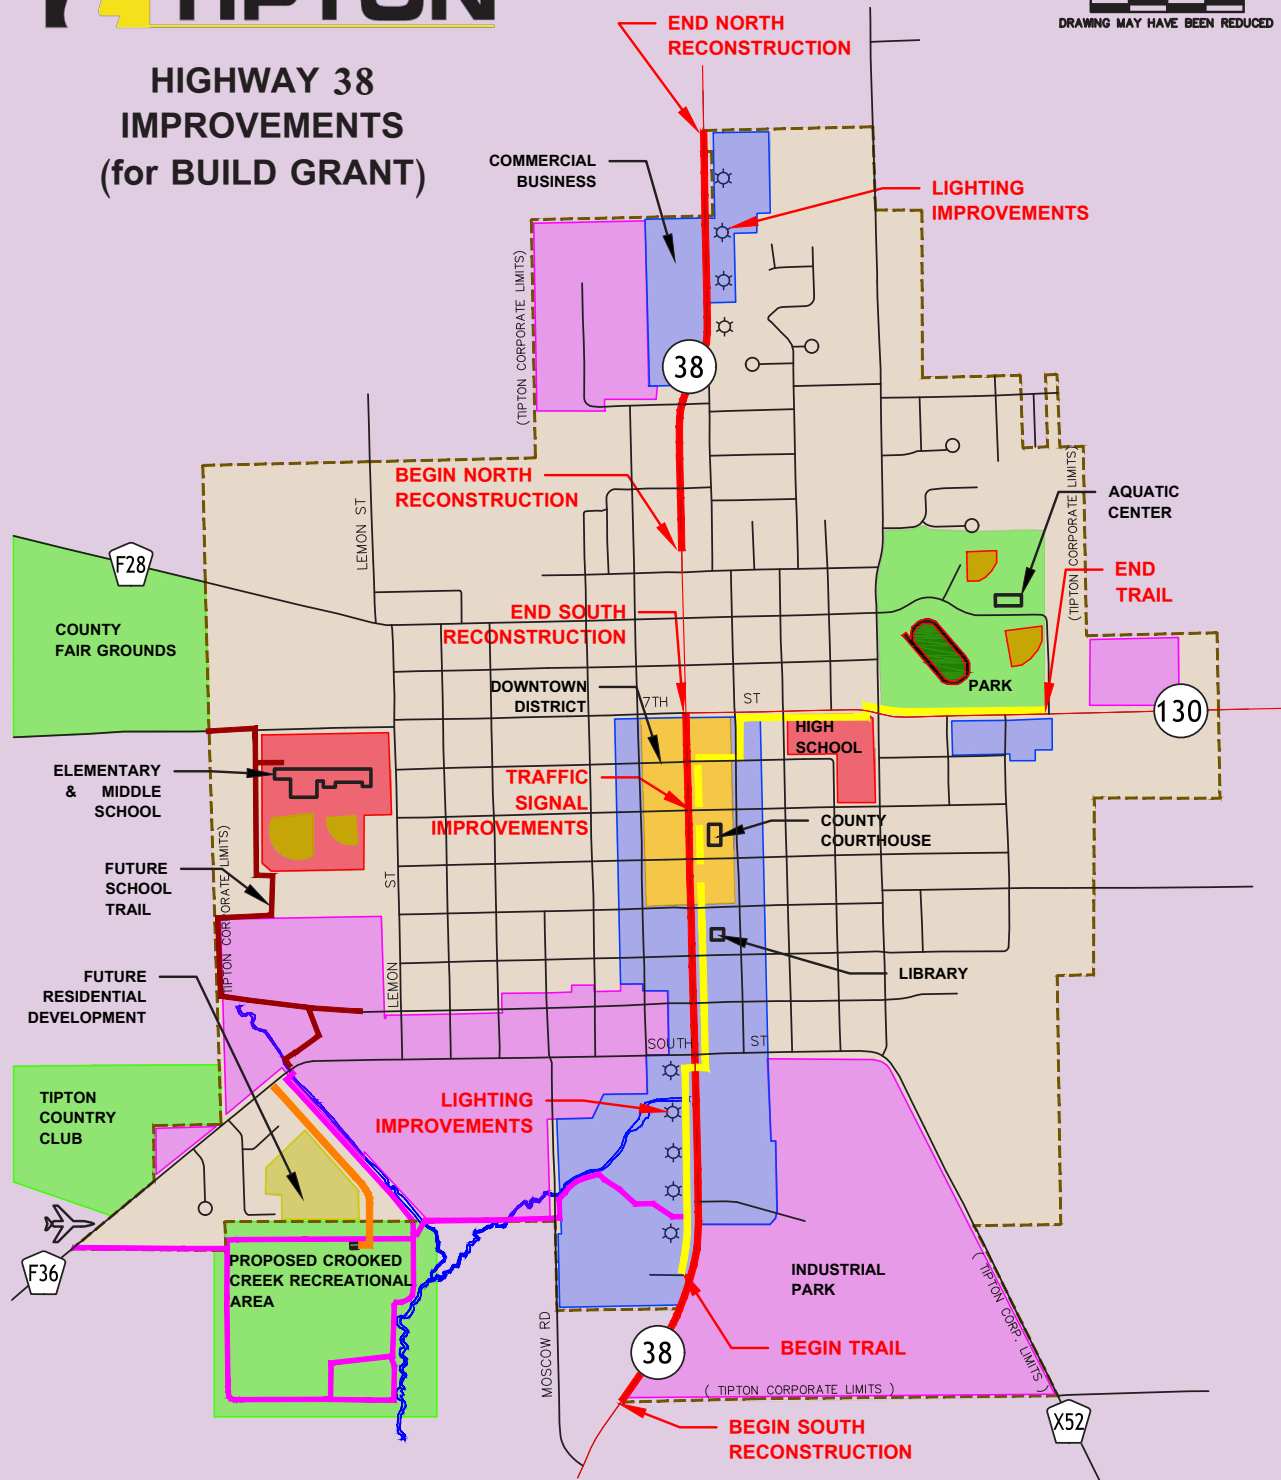 TIPTON
DRAWING MAY HAVE BEEN REDUCED
HIGHWAY 38
IMPROVEMENTS
(for BUILD GRANT)
END NORTH
RECONSTRUCTION
COMMERCIAL
BUSINESS
LIGHTING
IMPROVEMENTS
(TIPTON CORPORATE LIMITS)
38
BEGIN NORTH
RECONSTRUCTION
LEMON ST
(TIPTON CORPORATE LIMITS)
AQUATIC
CENTER
F28
END
TRAIL
END SOUTH
RECONSTRUCTION
COUNTY
FAIR GROUNDS
DOWNTOWN
DISTRICT
7TH
ST
PARK
130
HIGH
SCHOOL
ELEMENTARY
& MIDDLE
SCHOOL
TRAFFIC
SIGNAL
IMPROVEMENTS
COUNTY
COURTHOUSE
FUTURE
SCHOOL
TRAIL
TIPTON CORPORATE LIMITS)
LEMON
ST
FUTURE
RESIDENTIAL
DEVELOPMENT
LIBRARY
SOUTH
ST
TIPTON
COUNTRY
CLUB
LIGHTING
IMPROVEMENTS
F36
PROPOSED CROOKED
CREEK RECREATIONAL
AREA
INDUSTRIAL
PARK
( TIPTON CORP. LIMITS )
MOSCOW RD
38
BEGIN TRAIL
( TIPTON CORPORATE LIMITS )
BEGIN SOUTH
RECONSTRUCTION
X52